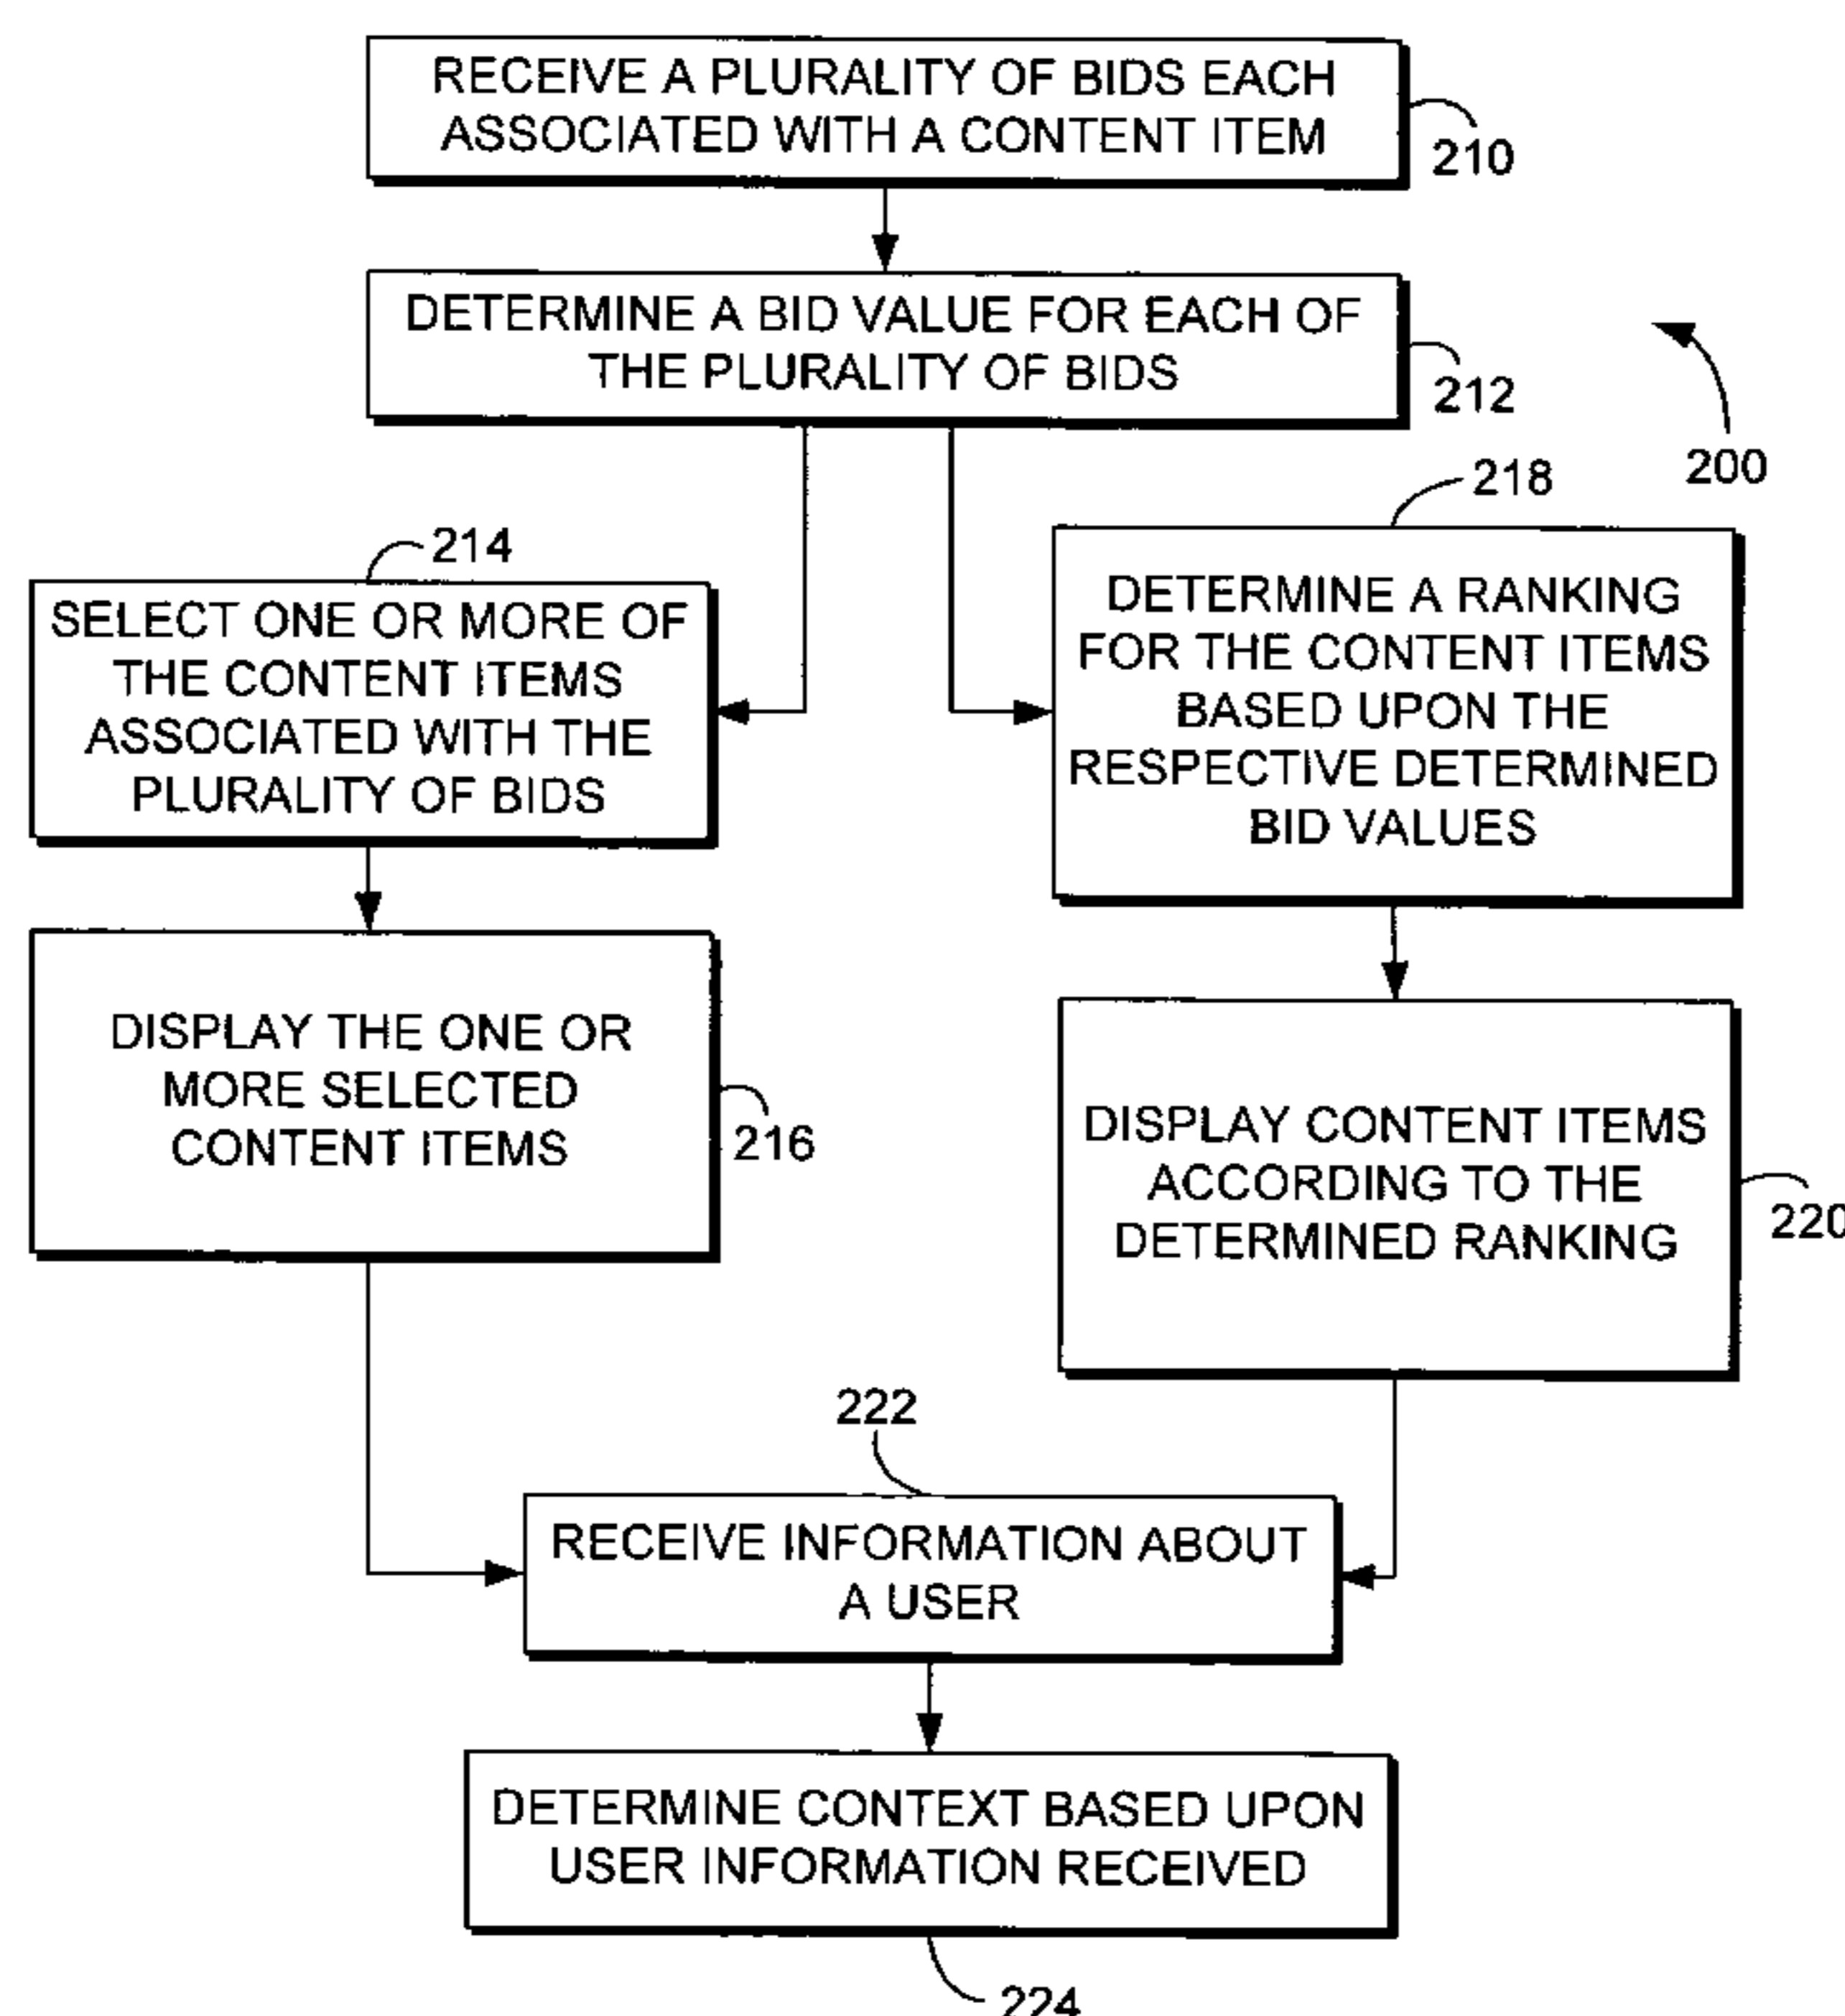 RECEIVE A PLURALITY OF BIDS EACH
ASSOCIATED WITH A CONTENT ITEM
210
DETERMINE A BID VALUE FOR EACH OF
THE PLURALITY OF BIDS
212
200
214
SELECT ONE OR MORE OF
THE CONTENT ITEMS
ASSOCIATED WITH THE
PLURALITY OF BIDS
218
DETERMINE A RANKING
FOR THE CONTENT ITEMS
BASED UPON THE
RESPECTIVE DETERMINED
BID VALUES
DISPLAY THE ONE OR
MORE SELECTED
CONTENT ITEMS
216
DISPLAY CONTENT ITEMS
ACCORDING TO THE
DETERMINED RANKING
220
222
RECEIVE INFORMATION ABOUT
A USER
DETERMINE CONTEXT BASED UPON
USER INFORMATION RECEIVED
224